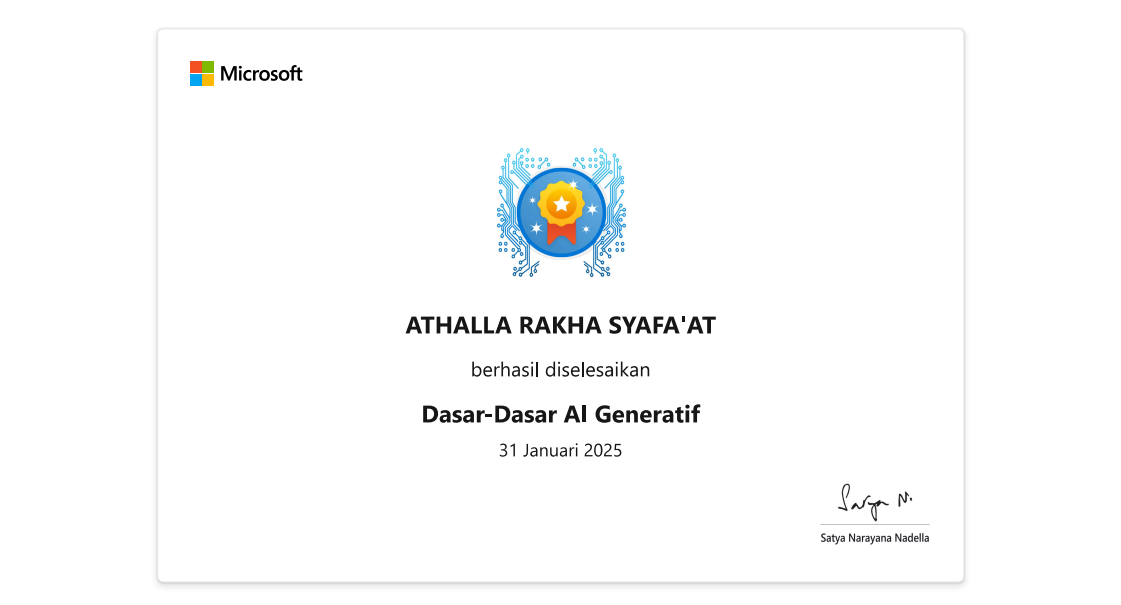 Microsoft
ATHALLA RAKHA SYAFA'AT
berhasil diselesaikan
Dasar-Dasar AI Generatif
31 Januari 2025
Satya N.
Satya Narayana Nadella